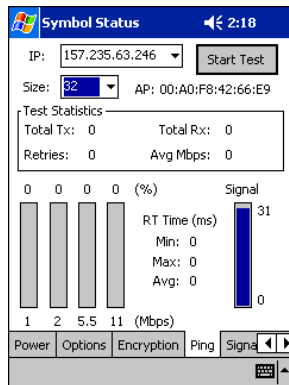 Symbol Status 2:18
IP: 157.235.63.246 Start Test
Size: 32 AP: 00:A0:F8:42:66:E9
Test Statistics
Total Tx: 0 Total Rx: 0
Retries: 0 Avg Mbps: 0
0 0 0 0 (%) Signal
31
RT Time (ms)
Min: 0
Max: 0
Avg: 0
0
1 2 5.5 11 (Mbps)
Power Options Encryption Ping Signa